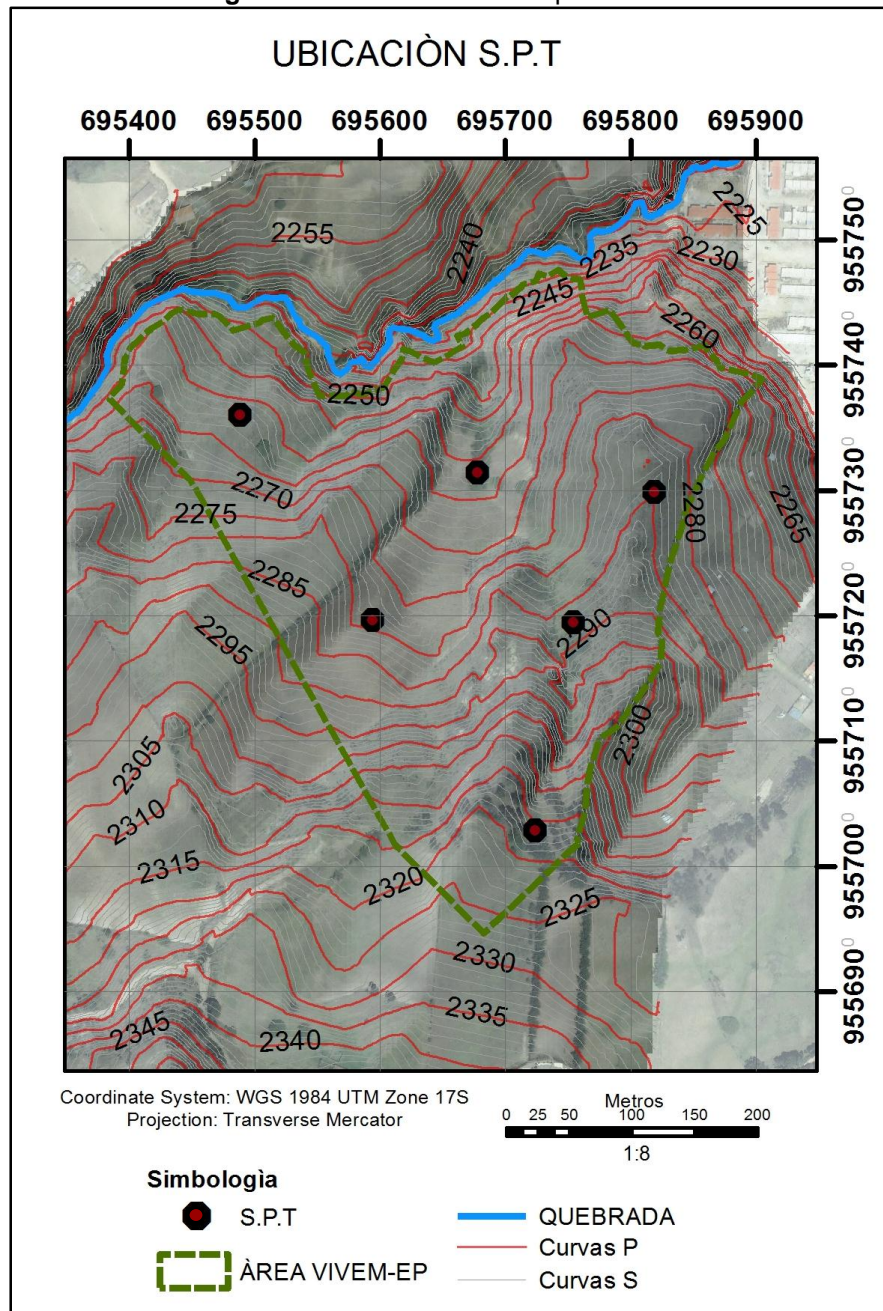 UBICACIÒN S.P.T
695400 695500 695600 695700 695800 695900
2225
2255
2240
2235
2230
9557500
2245
2260
9557400
2250
2270
2275
2280
2265
9557300
2285
2295
2290
9557200
2300
2305
9557100
2310
2315
2320
2325
9557000
2330
2335
9556900
2345
2340
Coordinate System: WGS 1984 UTM Zone 17S
Projection: Transverse Mercator
Metros
0 25 50 100 150 200
1:8
Simbologìa
S.P.T
QUEBRADA
Curvas P
ÀREA VIVEM-EP
Curvas S